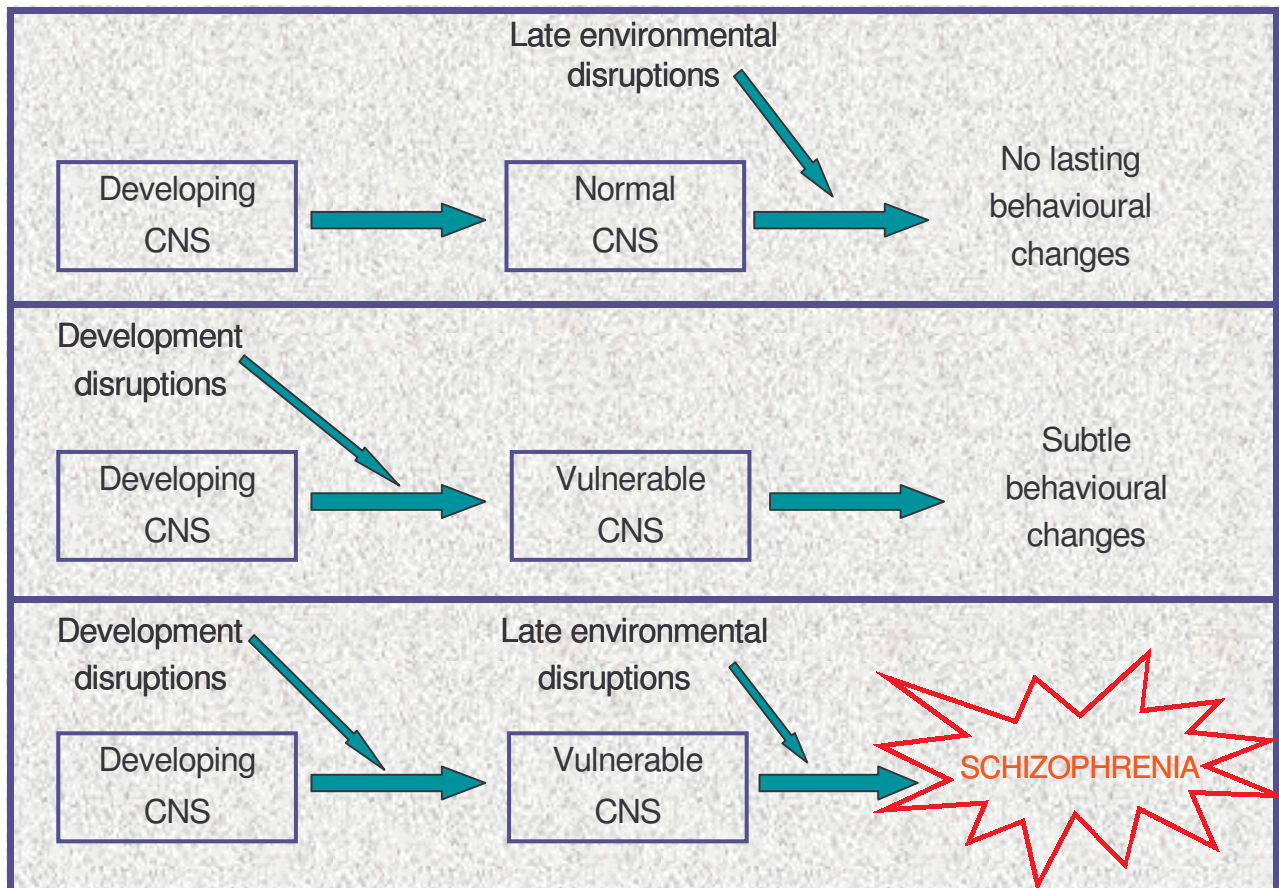 Late environmental
disruptions
Developing
CNS
Normal
CNS
No lasting
behavioural
changes
Development
disruptions
Developing
CNS
Vulnerable
CNS
Subtle
behavioural
changes
Development
disruptions
Late environmental
disruptions
Developing
CNS
Vulnerable
CNS
SCHIZOPHRENIA